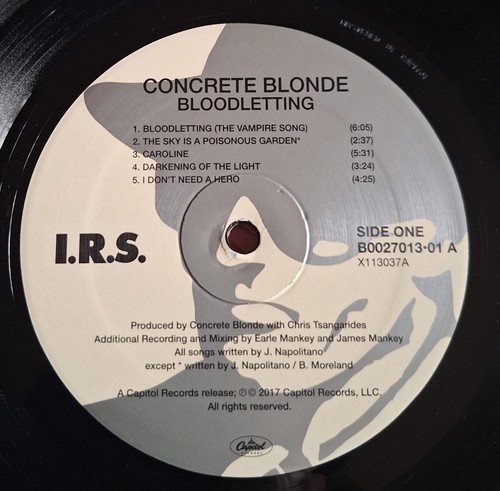 CONCRETE BLONDE
BLOODLETTING
1. BLOODLETTING (THE VAMPIRE SONG) (6:05)
2. THE SKY IS A POISONOUS GARDEN* (2:37)
3. CAROLINE (5:31)
4. DARKENING OF THE LIGHT (3:24)
5. I DON'T NEED A HERO (4:25)
I.R.S.
SIDE ONE
B0027013-01 A
X113037A
Produced by Concrete Blonde with Chris Tsangarides
Additional Recording and Mixing by Earle Mankey and James Mankey
All songs written by J. Napolitano
except * written by J. Napolitano / B. Moreland
A Capitol Records release; ℗© 2017 Capitol Records, LLC.
All rights reserved.
Capitol
RECORDS